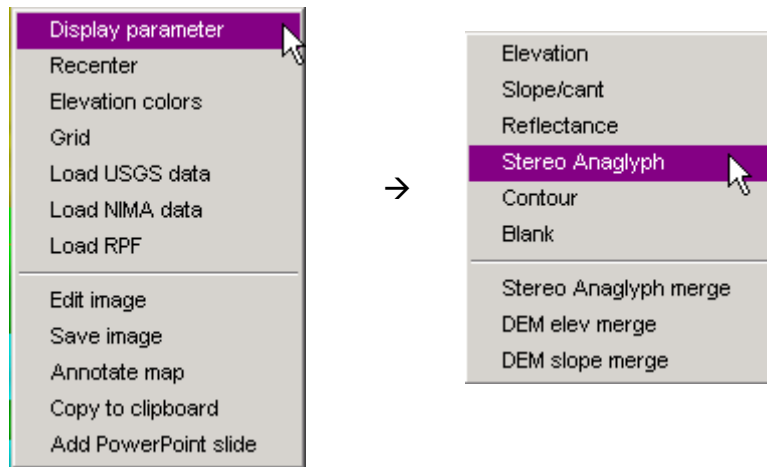 Display parameter
Recenter
Elevation colors
Grid
Load USGS data
Load NIMA data
Load RPF
Edit image
Save image
Annotate map
Copy to clipboard
Add PowerPoint slide
→
Elevation
Slope/cant
Reflectance
Stereo Anaglyph
Contour
Blank
Stereo Anaglyph merge
DEM elev merge
DEM slope merge